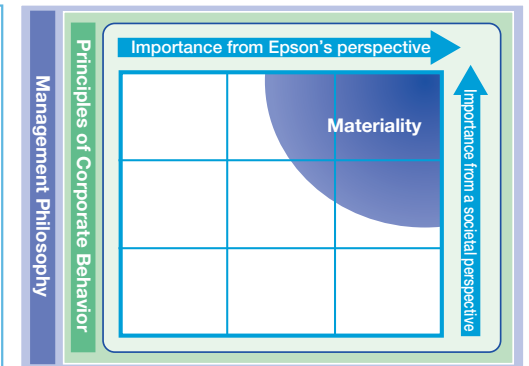 Management Philosophy
Principles of Corporate Behavior
Importance from Epson's perspective
Materiality
Importance from a societal perspective